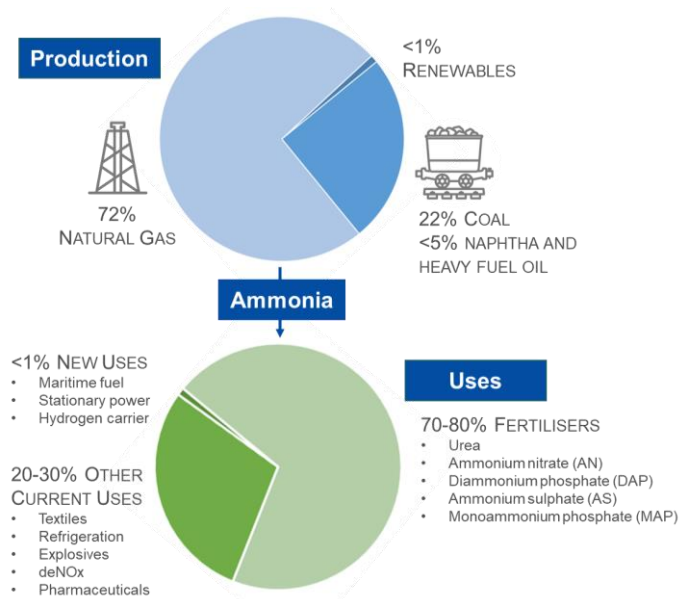 Production
<1%
RENEWABLES
72%
NATURAL GAS
22% COAL
<5% NAPHTHA AND
HEAVY FUEL OIL
Ammonia
<1% NEW USES
• Maritime fuel
• Stationary power
• Hydrogen carrier
Uses
70-80% FERTILISERS
• Urea
• Ammonium nitrate (AN)
• Diammonium phosphate (DAP)
• Ammonium sulphate (AS)
• Monoammonium phosphate (MAP)
20-30% OTHER
CURRENT USES
• Textiles
• Refrigeration
• Explosives
• deNOx
• Pharmaceuticals